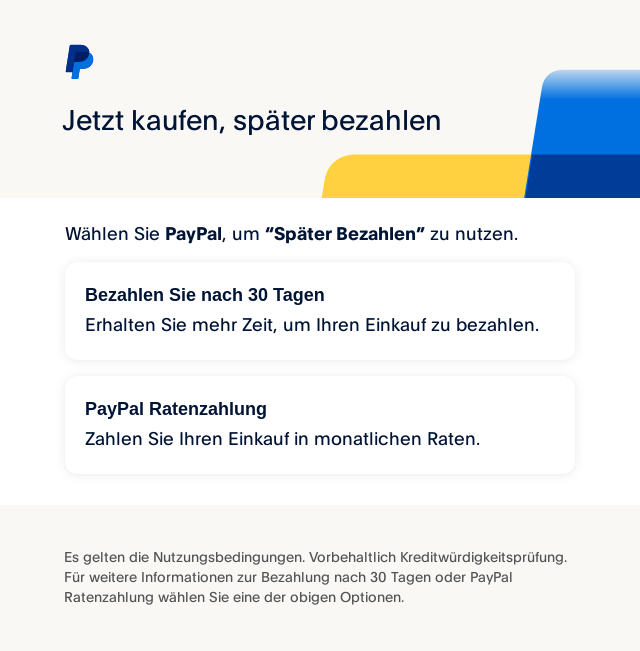 Jetzt kaufen, später bezahlen
Wählen Sie PayPal, um “Später Bezahlen” zu nutzen.
Bezahlen Sie nach 30 Tagen
Erhalten Sie mehr Zeit, um Ihren Einkauf zu bezahlen.
PayPal Ratenzahlung
Zahlen Sie Ihren Einkauf in monatlichen Raten.
Es gelten die Nutzungsbedingungen. Vorbehaltlich Kreditwürdigkeitsprüfung.
Für weitere Informationen zur Bezahlung nach 30 Tagen oder PayPal
Ratenzahlung wählen Sie eine der obigen Optionen.